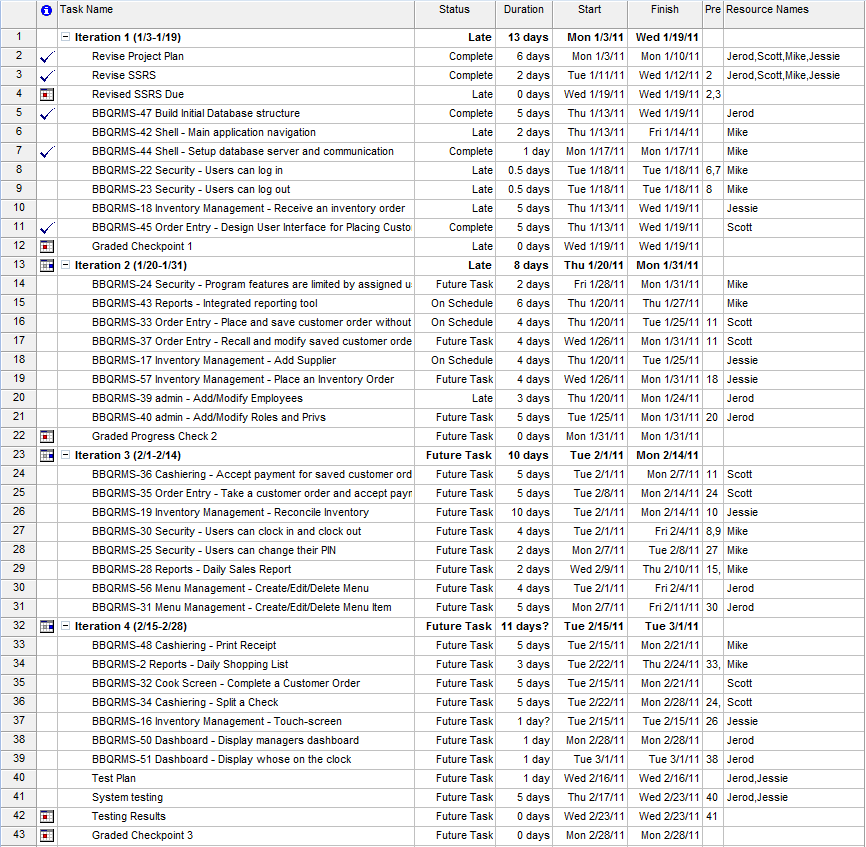 Task Name Status Duration Start Finish Pre Resource Names
1 Iteration 1 (1/3-1/19) Late 13 days Mon 1/3/11 Wed 1/19/11
2 Revise Project Plan Complete 6 days Mon 1/3/11 Mon 1/10/11 Jerod,Scott,Mike,Jessie
3 Revise SSRS Complete 2 days Tue 1/11/11 Wed 1/12/11 2 Jerod,Scott,Mike,Jessie
4 Revised SSRS Due Late 0 days Wed 1/19/11 Wed 1/19/11 2,3
5 BBQRMS-47 Build Initial Database structure Complete 5 days Thu 1/13/11 Wed 1/19/11 Jerod
6 BBQRMS-42 Shell - Main application navigation Late 2 days Thu 1/13/11 Fri 1/14/11 Mike
7 BBQRMS-44 Shell - Setup database server and communication Complete 1 day Mon 1/17/11 Mon 1/17/11 Mike
8 BBQRMS-22 Security - Users can log in Late 0.5 days Tue 1/18/11 Tue 1/18/11 6,7 Mike
9 BBQRMS-23 Security - Users can log out Late 0.5 days Tue 1/18/11 Tue 1/18/11 8 Mike
10 BBQRMS-18 Inventory Management - Receive an inventory order Late 5 days Thu 1/13/11 Wed 1/19/11 Jessie
11 BBQRMS-45 Order Entry - Design User Interface for Placing Custo Complete 5 days Thu 1/13/11 Wed 1/19/11 Scott
12 Graded Checkpoint 1 Late 0 days Wed 1/19/11 Wed 1/19/11
13 Iteration 2 (1/20-1/31) Late 8 days Thu 1/20/11 Mon 1/31/11
14 BBQRMS-24 Security - Program features are limited by assigned u Future Task 2 days Fri 1/28/11 Mon 1/31/11 Mike
15 BBQRMS-43 Reports - Integrated reporting tool On Schedule 6 days Thu 1/20/11 Thu 1/27/11 Mike
16 BBQRMS-33 Order Entry - Place and save customer order without On Schedule 4 days Thu 1/20/11 Tue 1/25/11 11 Scott
17 BBQRMS-37 Order Entry - Recall and modify saved customer orde Future Task 4 days Wed 1/26/11 Mon 1/31/11 11 Scott
18 BBQRMS-17 Inventory Management - Add Supplier On Schedule 4 days Thu 1/20/11 Tue 1/25/11 Jessie
19 BBQRMS-57 Inventory Management - Place an Inventory Order Future Task 4 days Wed 1/26/11 Mon 1/31/11 18 Jessie
20 BBQRMS-39 admin - Add/Modify Employees Late 3 days Thu 1/20/11 Mon 1/24/11 Jerod
21 BBQRMS-40 admin - Add/Modify Roles and Privs Future Task 5 days Tue 1/25/11 Mon 1/31/11 20 Jerod
22 Graded Progress Check 2 Future Task 0 days Mon 1/31/11 Mon 1/31/11
23 Iteration 3 (2/1-2/14) Future Task 10 days Tue 2/1/11 Mon 2/14/11
24 BBQRMS-36 Cashiering - Accept payment for saved customer ord Future Task 5 days Tue 2/1/11 Mon 2/7/11 11 Scott
25 BBQRMS-35 Order Entry - Take a customer order and accept payr Future Task 5 days Tue 2/8/11 Mon 2/14/11 24 Scott
26 BBQRMS-19 Inventory Management - Reconcile Inventory Future Task 10 days Tue 2/1/11 Mon 2/14/11 10 Jessie
27 BBQRMS-30 Security - Users can clock in and clock out Future Task 4 days Tue 2/1/11 Fri 2/4/11 8,9 Mike
28 BBQRMS-25 Security - Users can change their PIN Future Task 2 days Mon 2/7/11 Tue 2/8/11 27 Mike
29 BBQRMS-28 Reports - Daily Sales Report Future Task 2 days Wed 2/9/11 Thu 2/10/11 15, Mike
30 BBQRMS-56 Menu Management - Create/Edit/Delete Menu Future Task 4 days Tue 2/1/11 Fri 2/4/11 Jerod
31 BBQRMS-31 Menu Management - Create/Edit/Delete Menu Item Future Task 5 days Mon 2/7/11 Fri 2/11/11 30 Jerod
32 Iteration 4 (2/15-2/28) Future Task 11 days? Tue 2/15/11 Tue 3/1/11
33 BBQRMS-48 Cashiering - Print Receipt Future Task 5 days Tue 2/15/11 Mon 2/21/11 Mike
34 BBQRMS-2 Reports - Daily Shopping List Future Task 3 days Tue 2/22/11 Thu 2/24/11 33, Mike
35 BBQRMS-32 Cook Screen - Complete a Customer Order Future Task 5 days Tue 2/15/11 Mon 2/21/11 Scott
36 BBQRMS-34 Cashiering - Split a Check Future Task 5 days Tue 2/22/11 Mon 2/28/11 24, Scott
37 BBQRMS-16 Inventory Management - Touch-screen Future Task 1 day? Tue 2/15/11 Tue 2/15/11 26 Jessie
38 BBQRMS-50 Dashboard - Display managers dashboard Future Task 1 day Mon 2/28/11 Mon 2/28/11 Jerod
39 BBQRMS-51 Dashboard - Display whose on the clock Future Task 1 day Tue 3/1/11 Tue 3/1/11 38 Jerod
40 Test Plan Future Task 1 day Wed 2/16/11 Wed 2/16/11 Jerod,Jessie
41 System testing Future Task 5 days Thu 2/17/11 Wed 2/23/11 40 Jerod,Jessie
42 Testing Results Future Task 0 days Wed 2/23/11 Wed 2/23/11 41
43 Graded Checkpoint 3 Future Task 0 days Mon 2/28/11 Mon 2/28/11